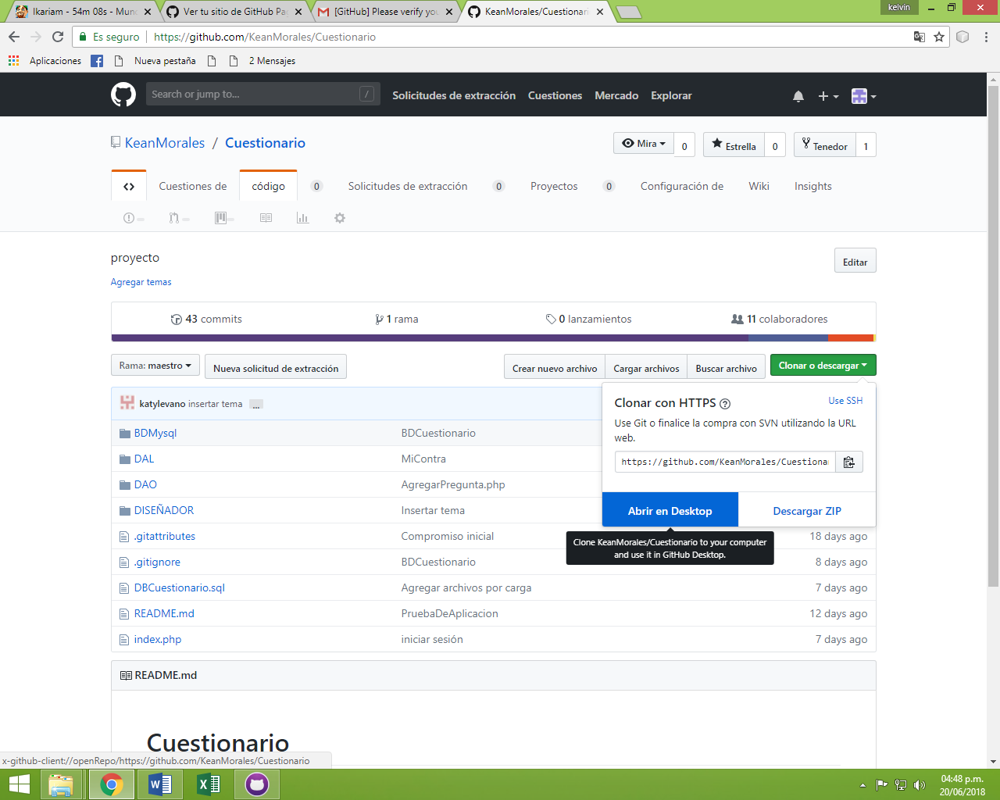 Ikariam - 54m 08s - Mund
Ver tu sitio de GitHub Pag
[GitHub] Please verify you
KeanMorales/Cuestionario
kelvin
Es seguro
https://github.com/KeanMorales/Cuestionario
Aplicaciones
Nueva pestaña
2 Mensajes
Search or jump to...
/
Solicitudes de extracción
Cuestiones
Mercado
Explorar
KeanMorales / Cuestionario
Mira
0
Estrella
0
Tenedor
1
<>
Cuestiones de
código
0
Solicitudes de extracción
0
Proyectos
0
Configuración de
Wiki
Insights
proyecto
Editar
Agregar temas
43 commits
1 rama
0 lanzamientos
11 colaboradores
Rama: maestro
Nueva solicitud de extracción
Crear nuevo archivo
Cargar archivos
Buscar archivo
Clonar o descargar
katylevano insertar tema ...
Clonar con HTTPS
Use SSH
Use Git o finalice la compra con SVN utilizando la URL
web.
https://github.com/KeanMorales/Cuestiona
Abrir en Desktop
Descargar ZIP
Clone KeanMorales/Cuestionario to your computer
and use it in GitHub Desktop.
BDMysql BDCuestionario
DAL MiContra
DAO AgregarPregunta.php
DISEÑADOR Insertar tema
.gitattributes Compromiso inicial 18 days ago
.gitignore BDCuestionario 8 days ago
DBCuestionario.sql Agregar archivos por carga 7 days ago
README.md PruebaDeAplicacion 12 days ago
index.php iniciar sesión 7 days ago
README.md
Cuestionario
x-github-client://openRepo/https://github.com/KeanMorales/Cuestionario
04:48 p.m.
20/06/2018